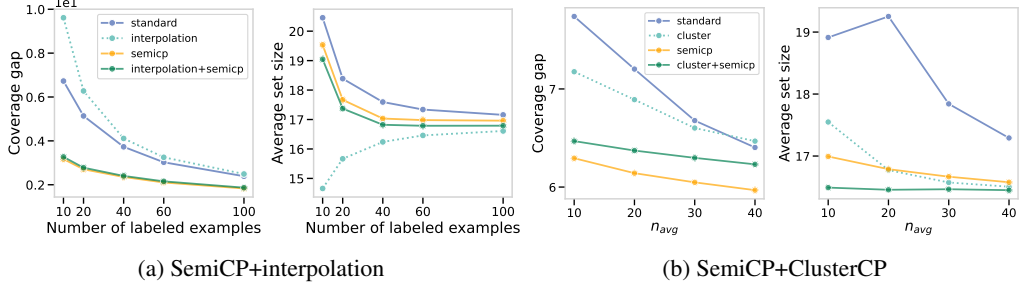 1e1
1.0
0.8
0.6
0.4
0.2
Coverage gap
standard
interpolation
semicp
interpolation+semicp
10 20 40 60 100
Number of labeled examples
20
19
18
17
16
15
Average set size
10 20 40 60 100
Number of labeled examples
(a) SemiCP+interpolation
7
6
Coverage gap
standard
cluster
semicp
cluster+semicp
10 20 30 40
n_avg
19
17
Average set size
10 20 30 40
n_avg
(b) SemiCP+ClusterCP